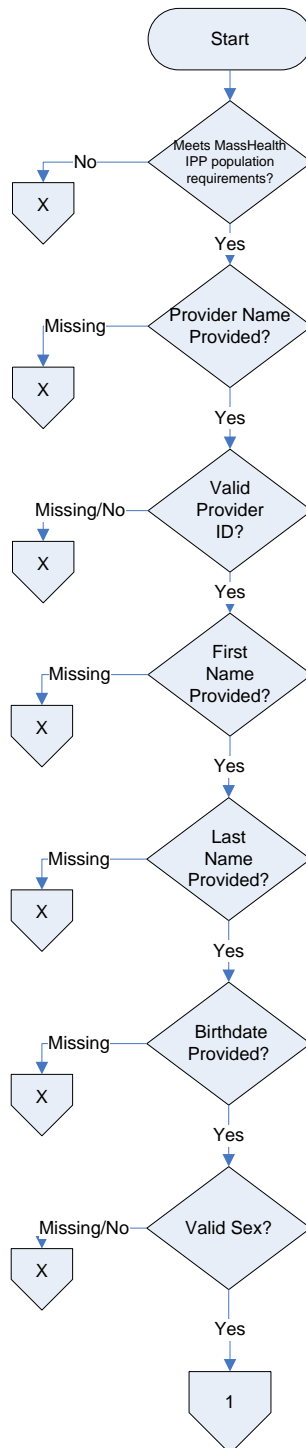 Start
Meets MassHealth
IPP population
requirements?
No
X
Yes
Provider Name
Provided?
Missing
X
Yes
Valid
Provider
ID?
Missing/No
X
Yes
First
Name
Provided?
Missing
X
Yes
Last
Name
Provided?
Missing
X
Yes
Birthdate
Provided?
Missing
X
Yes
Valid Sex?
Missing/No
X
Yes
1